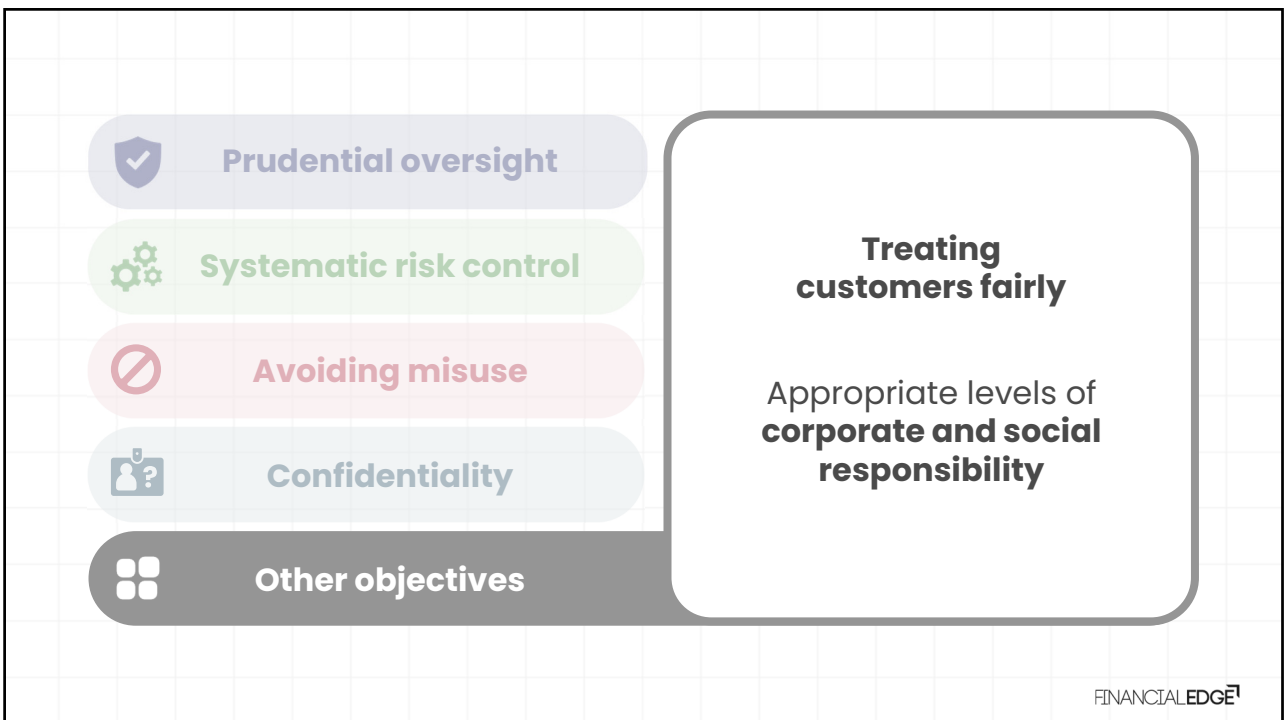 Prudential oversight
Systematic risk control
Avoiding misuse
Confidentiality
Other objectives
Treating
customers fairly
Appropriate levels of
corporate and social
responsibility
FINANCIALEDGE